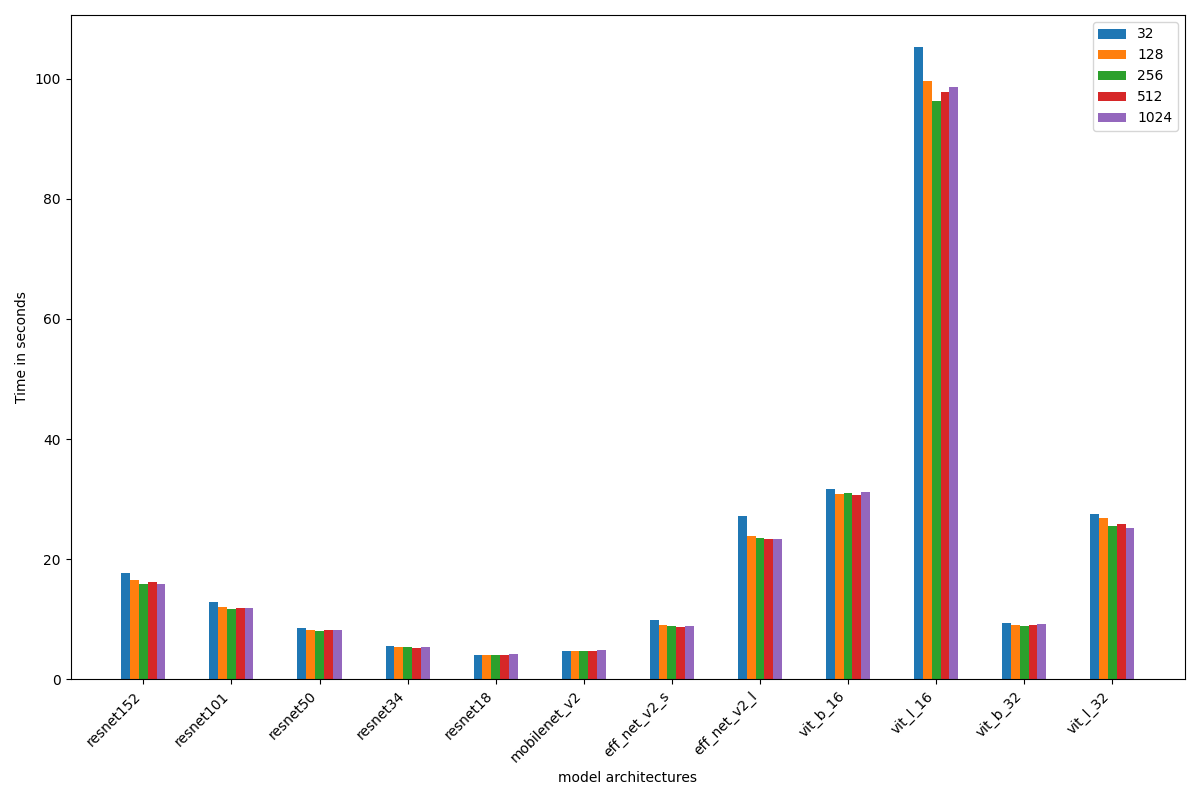 32
128
256
512
1024
100
80
60
40
20
0
Time in seconds
resnet152
resnet101
resnet50
resnet34
resnet18
mobilenet_v2
eff_net_v2_s
eff_net_v2_l
vit_b_16
vit_l_16
vit_b_32
vit_l_32
model architectures